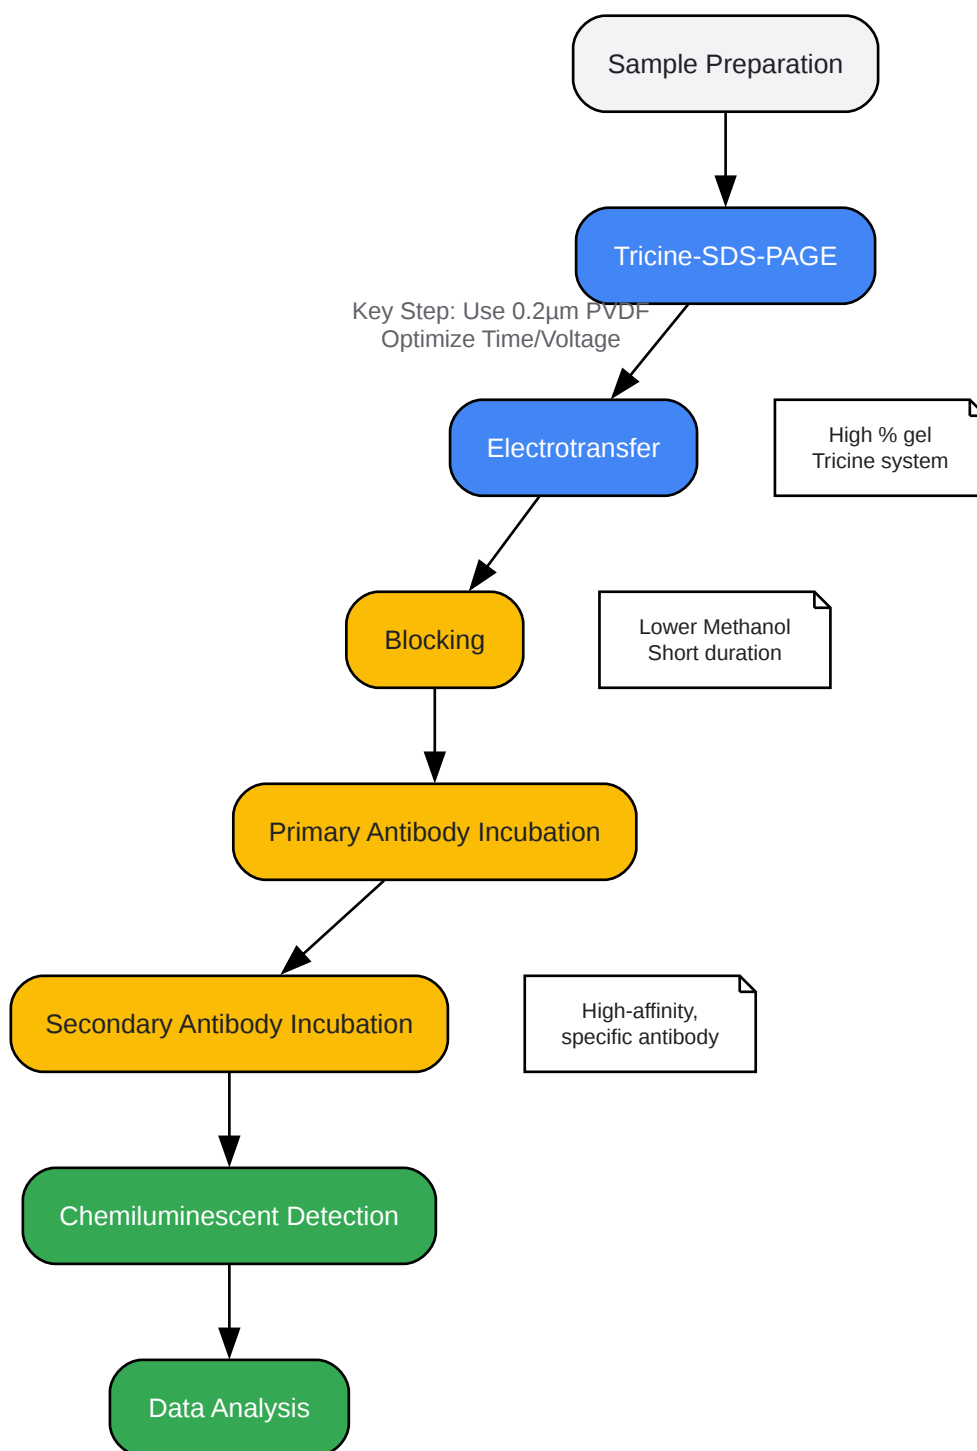 Sample Preparation
Tricine-SDS-PAGE
Key Step: Use 0.2µm PVDF
Optimize Time/Voltage
Electrotransfer
High % gel
Tricine system
Blocking
Lower Methanol
Short duration
Primary Antibody Incubation
Secondary Antibody Incubation
High-affinity,
specific antibody
Chemiluminescent Detection
Data Analysis